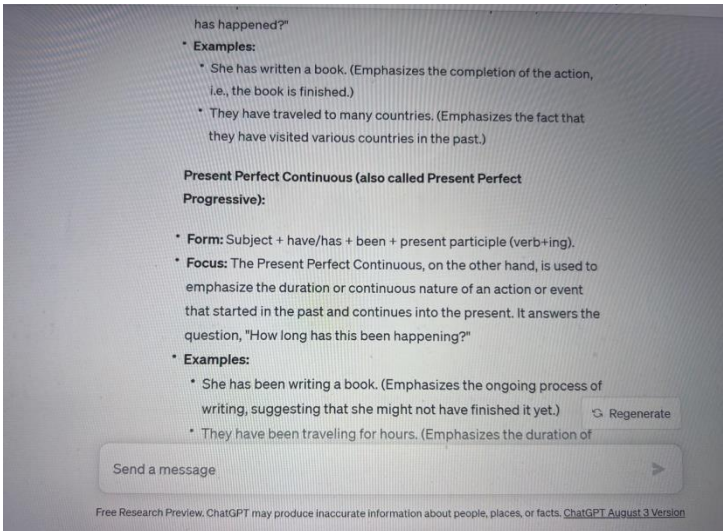 has happened?"
• Examples:
• She has written a book. (Emphasizes the completion of the action,
i.e., the book is finished.)
• They have traveled to many countries. (Emphasizes the fact that
they have visited various countries in the past.)
Present Perfect Continuous (also called Present Perfect
Progressive):
• Form: Subject + have/has + been + present participle (verb+ing).
• Focus: The Present Perfect Continuous, on the other hand, is used to
emphasize the duration or continuous nature of an action or event
that started in the past and continues into the present. It answers the
question, "How long has this been happening?"
• Examples:
• She has been writing a book. (Emphasizes the ongoing process of
writing, suggesting that she might not have finished it yet.)
Regenerate
• They have been traveling for hours. (Emphasizes the duration of
Send a message
Free Research Preview. ChatGPT may produce inaccurate information about people, places, or facts. ChatGPT August 3 Version